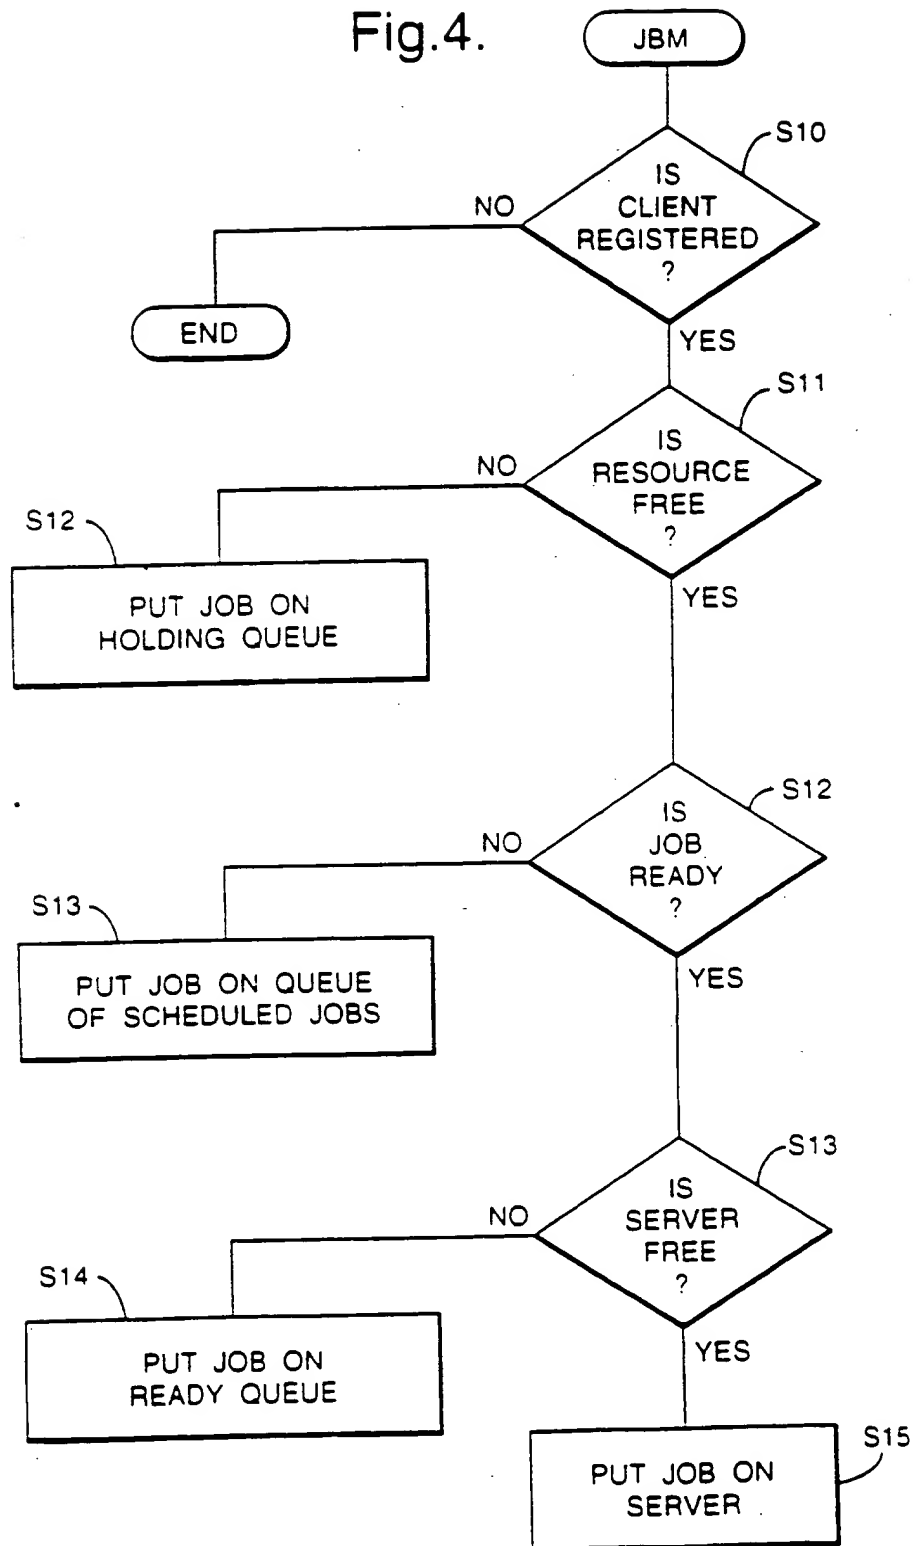 Fig.4.
JBM
S10
IS
CLIENT
REGISTERED
?
NO
END
YES
S11
IS
RESOURCE
FREE
?
NO
S12
PUT JOB ON
HOLDING QUEUE
YES
S12
IS
JOB
READY
?
NO
S13
PUT JOB ON QUEUE
OF SCHEDULED JOBS
YES
S13
IS
SERVER
FREE
?
NO
S14
PUT JOB ON
READY QUEUE
YES
S15
PUT JOB ON
SERVER